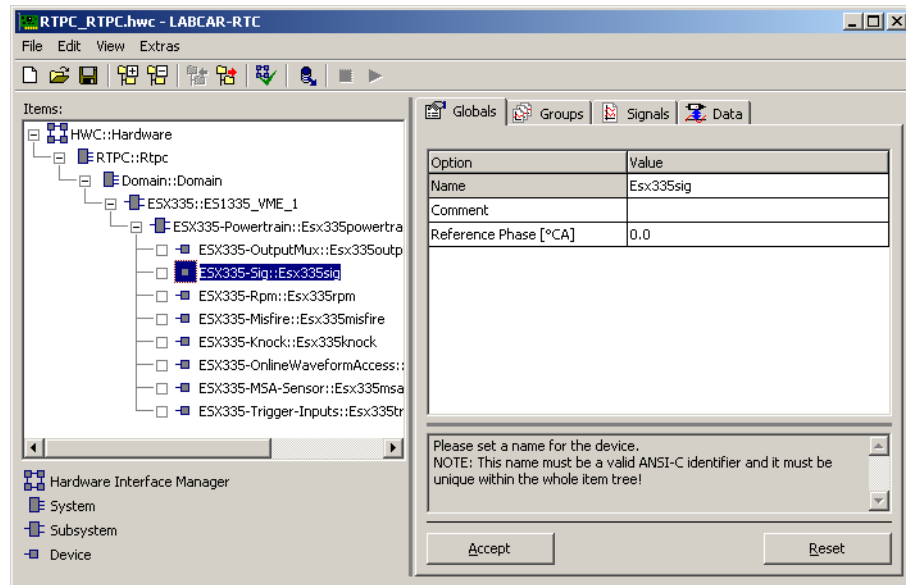 RTPC_RTPC.hwc - LABCAR-RTC
File Edit View Extras
Items:
HWC::Hardware
RTPC::Rtpc
Domain::Domain
ESX335::ES1335_VME_1
ESX335-Powertrain::Esx335powertra
ESX335-OutputMux::Esx335outp
ESX335-Sig::Esx335sig
ESX335-Rpm::Esx335rpm
ESX335-Misfire::Esx335misfire
ESX335-Knock::Esx335knock
ESX335-OnlineWaveformAccess::
ESX335-MSA-Sensor::Esx335msa
ESX335-Trigger-Inputs::Esx335tr
Hardware Interface Manager
System
Subsystem
Device
Globals Groups Signals Data
Option Value
Name Esx335sig
Comment
Reference Phase [°CA] 0.0
Please set a name for the device.
NOTE: This name must be a valid ANSI-C identifier and it must be
unique within the whole item tree!
Accept Reset